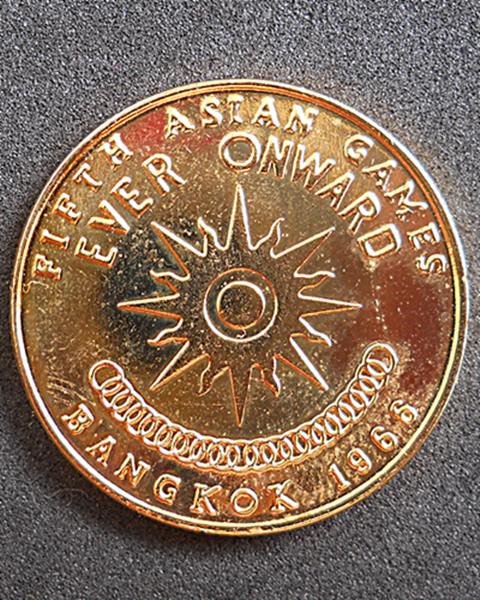 FIFTH ASIAN GAMES
EVER ONWARD
BANGKOK 1966